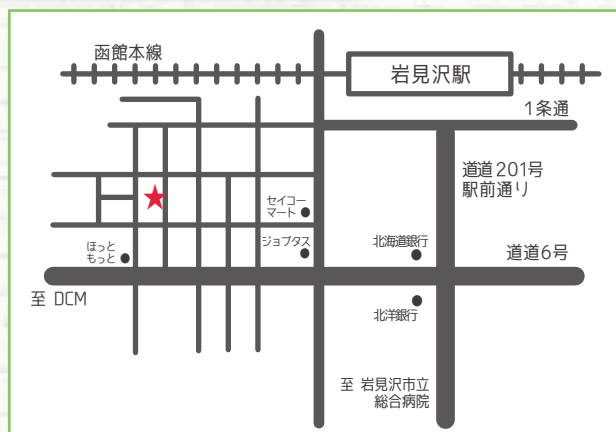 函館本線
岩見沢駅
1条通
道道201号
駅前通り
セイコー
マート
ほっと
もっと
ジョブタス
北海道銀行
道道6号
至 DCM
北洋銀行
至 岩見沢市立
総合病院